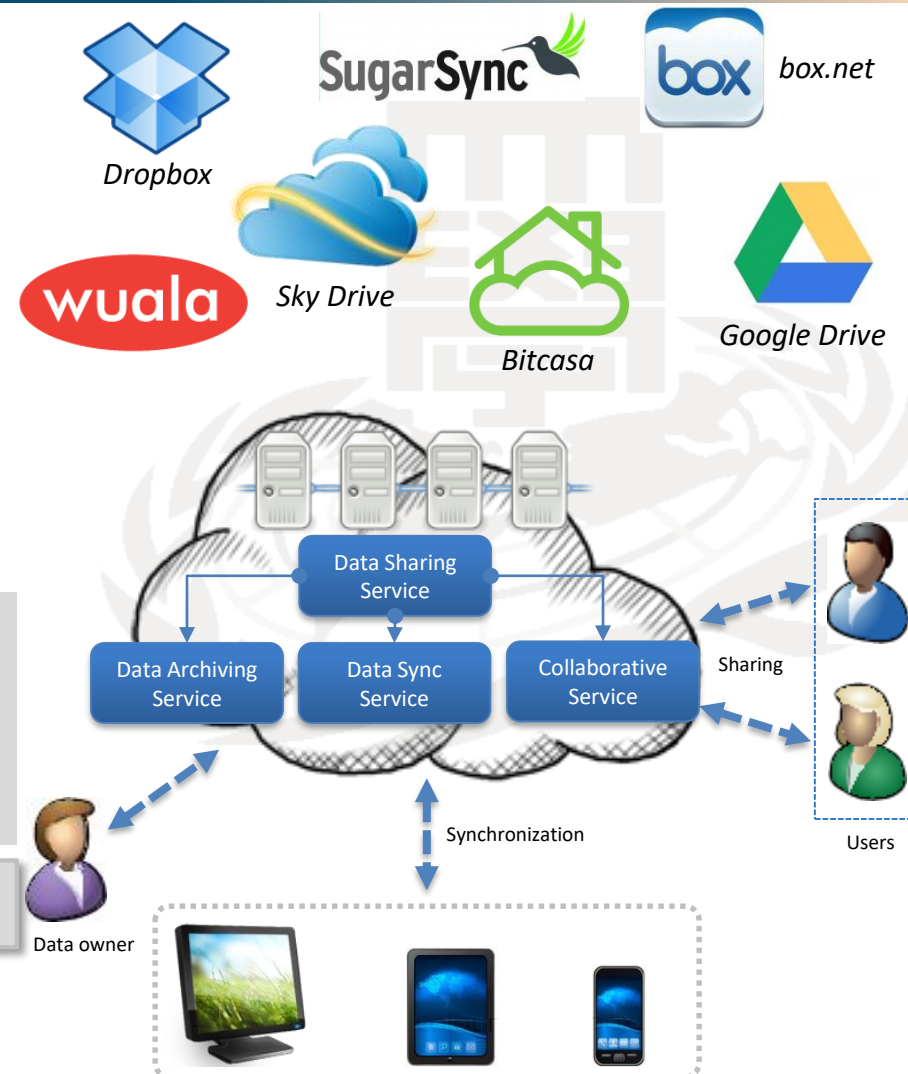 SugarSync
box
box.net
Dropbox
wuala
Sky Drive
Bitcasa
Google Drive
Data Sharing
Service
Data Archiving
Service
Data Sync
Service
Collaborative
Service
Sharing
Synchronization
Users
Data owner